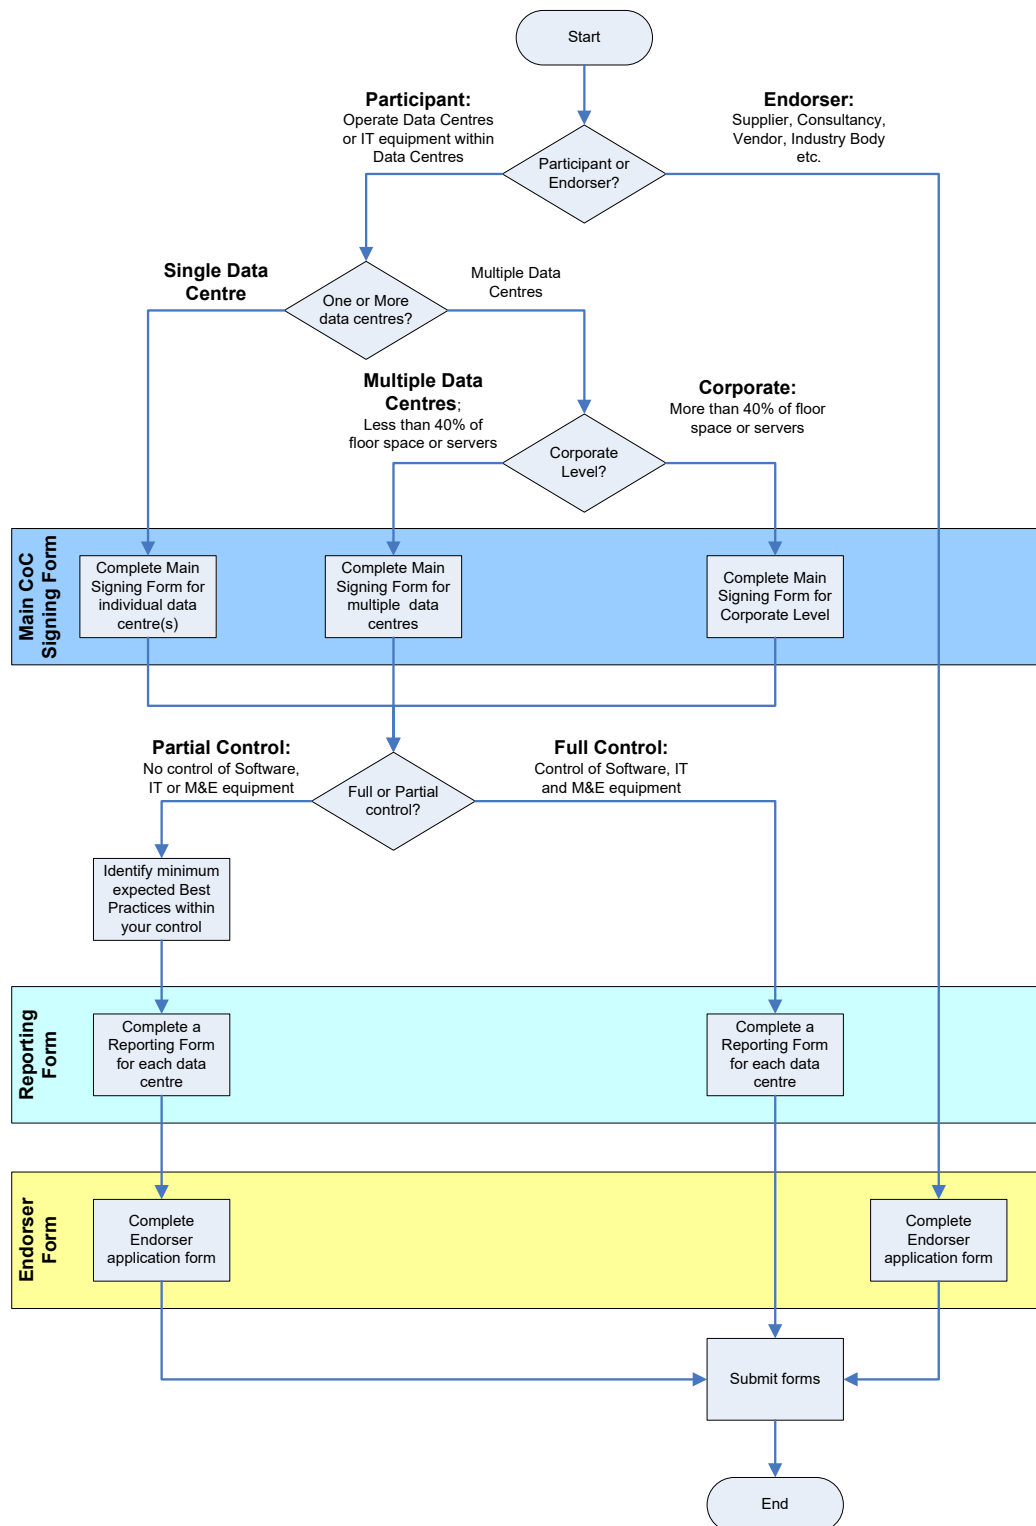 Start
Participant:
Operate Data Centres
or IT equipment within
Data Centres
Endorser:
Supplier, Consultancy,
Vendor, Industry Body
etc.
Participant or
Endorser?
Single Data
Centre
Multiple Data
Centres
One or More
data centres?
Multiple Data
Centres;
Less than 40% of
floor space or servers
Corporate:
More than 40% of floor
space or servers
Corporate
Level?
Main CoC
Signing Form
Complete Main
Signing Form for
individual data
centre(s)
Complete Main
Signing Form for
multiple data
centres
Complete Main
Signing Form for
Corporate Level
Partial Control:
No control of Software,
IT or M&E equipment
Full Control:
Control of Software, IT
and M&E equipment
Full or Partial
control?
Identify minimum
expected Best
Practices within
your control
Reporting
Form
Complete a
Reporting Form
for each data
centre
Complete a
Reporting Form
for each data
centre
Endorser
Form
Complete
Endorser
application form
Complete
Endorser
application form
Submit forms
End